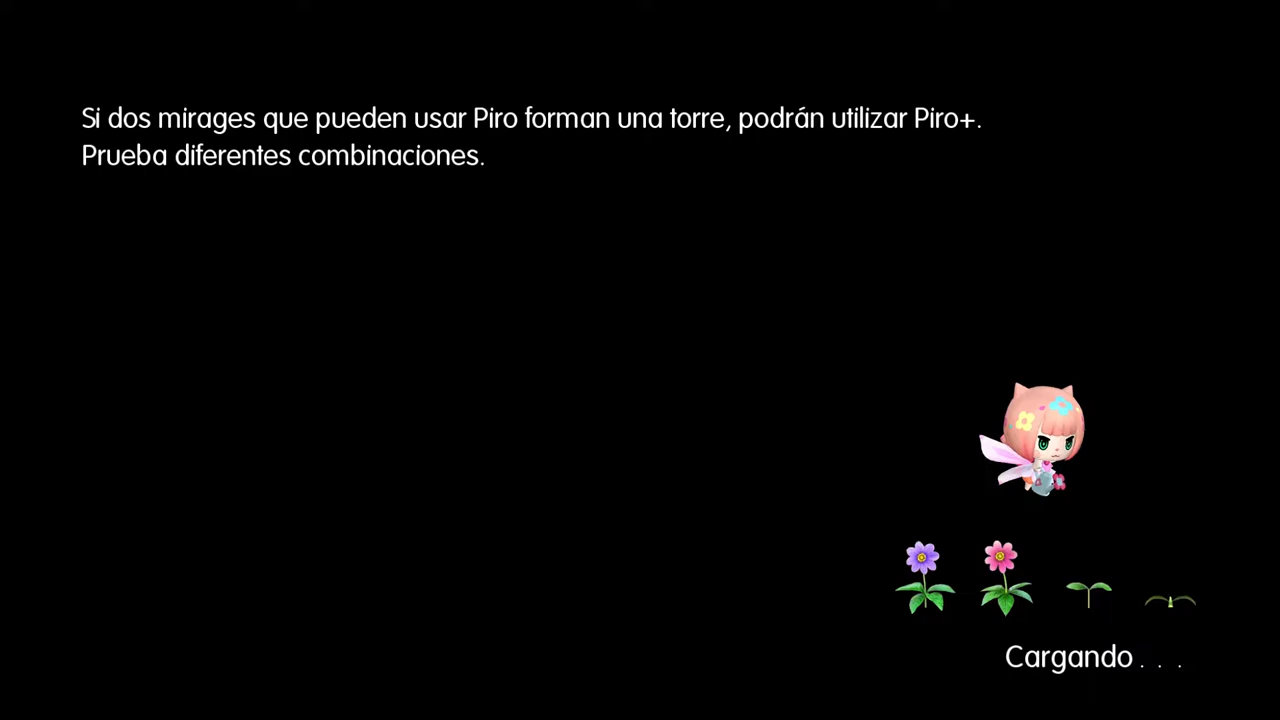 Si dos mirages que pueden usar Piro forman una torre, podrán utilizar Piro+.
Prueba diferentes combinaciones.
Cargando . . .